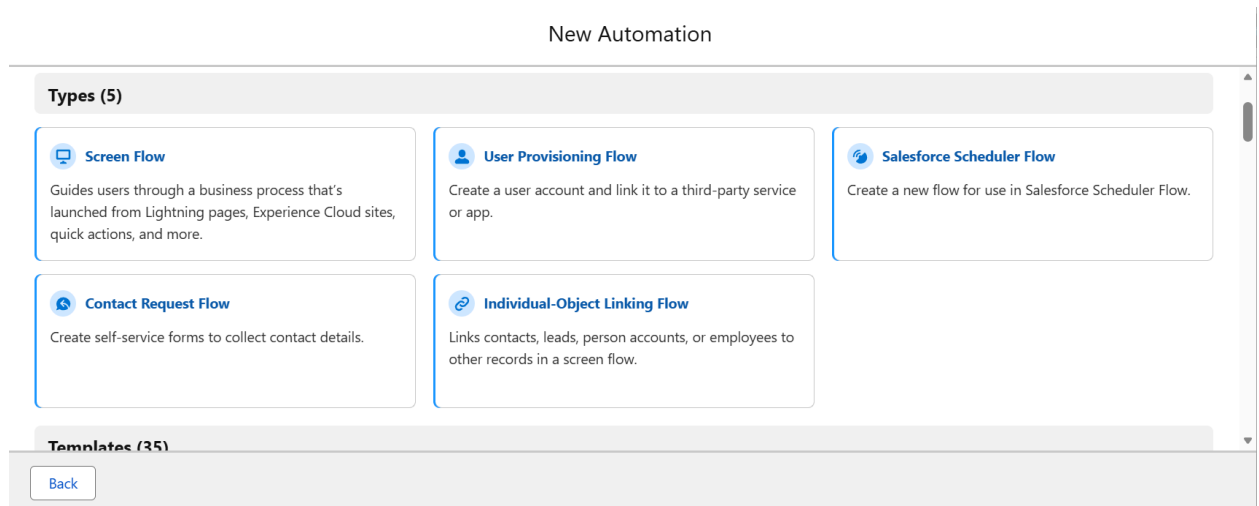 New Automation
Types (5)
Screen Flow
Guides users through a business process that's
launched from Lightning pages, Experience Cloud sites,
quick actions, and more.
User Provisioning Flow
Create a user account and link it to a third-party service
or app.
Salesforce Scheduler Flow
Create a new flow for use in Salesforce Scheduler Flow.
Contact Request Flow
Create self-service forms to collect contact details.
Individual-Object Linking Flow
Links contacts, leads, person accounts, or employees to
other records in a screen flow.
Templates (35)
Back